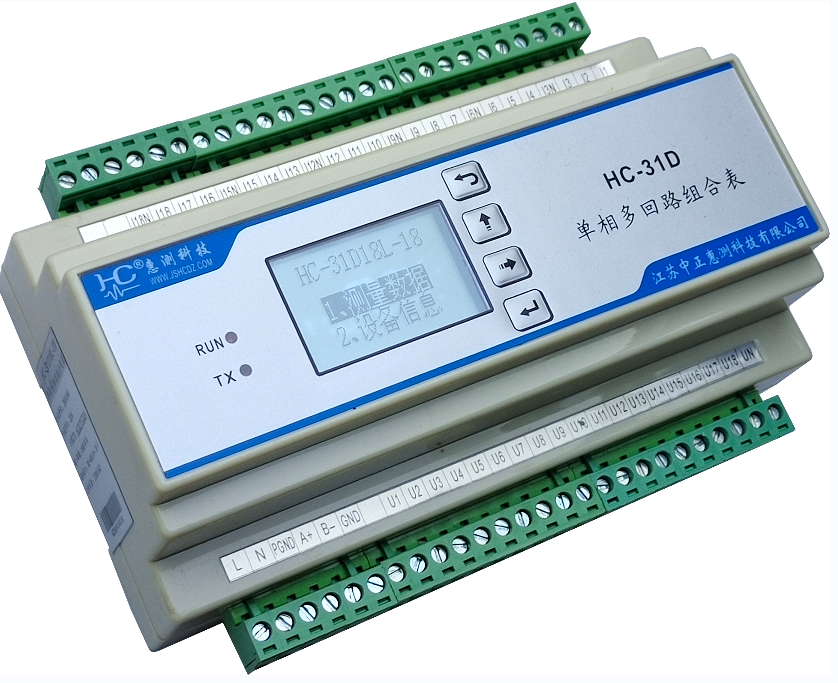 I18N I18 I17 I16 I15N I15 I14 I13 I12N I12 I11 I10 I9N I9 I8 I7 I6N I6 I5 I4 I3N I3 I2 I1
HC® 惠测科技
WWW.JSHCDZ.COM
HC-31D
单相多回路组合表
HC-31D18L-18
1、测量数据
2、设备信息
RUN
TX
江苏中正惠测科技有限公司
L N PGND A+ B- GND U1 U2 U3 U4 U5 U6 U7 U8 U9 U10 U11 U12 U13 U14 U15 U16 U17 U18 UN